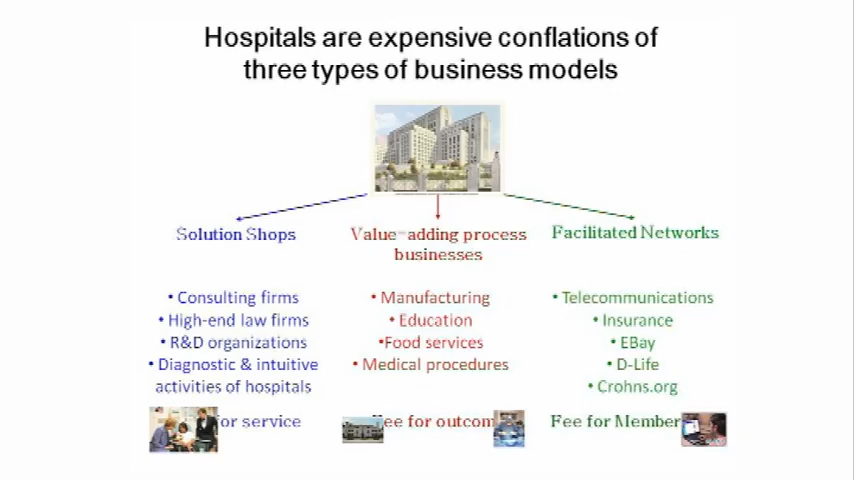 Hospitals are expensive conflations of
three types of business models
Solution Shops
Value-adding process
businesses
Facilitated Networks
• Consulting firms
• High-end law firms
• R&D organizations
• Diagnostic & intuitive
activities of hospitals
• Manufacturing
• Education
•Food services
• Medical procedures
• Telecommunications
• Insurance
• EBay
• D-Life
• Crohns.org
or service
ee for outcom
Fee for Member